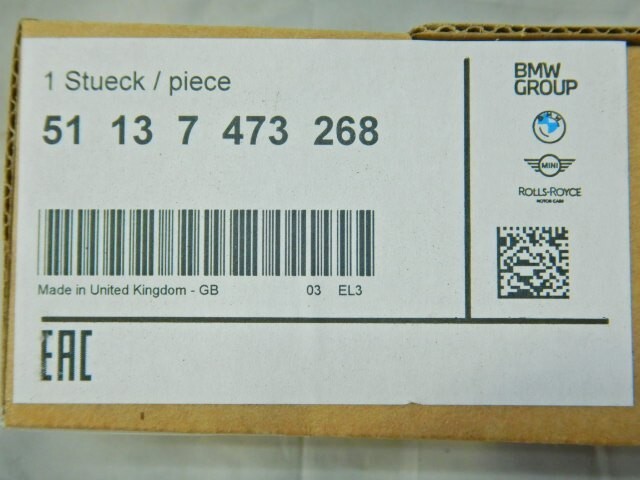 1 Stueck / piece
51 13 7 473 268
Made in United Kingdom - GB 03 EL3
EAC
BMW
GROUP
BMW
MINI
ROLLS-ROYCE
MOTOR CARS